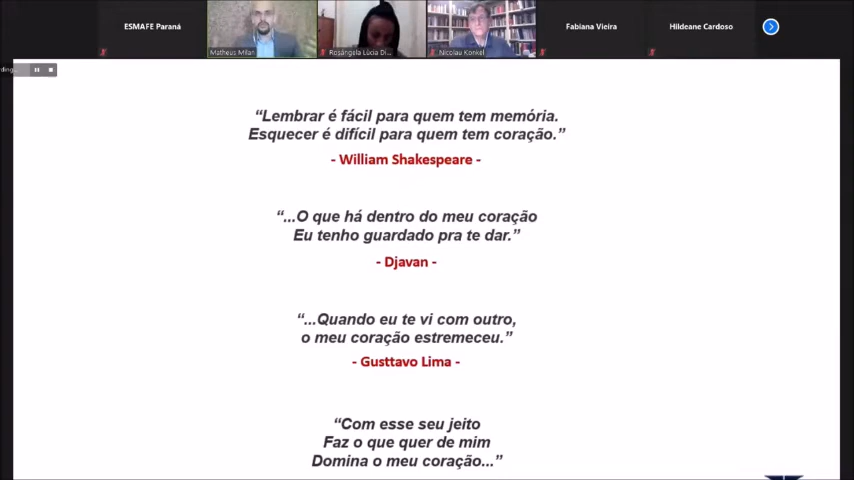 ESMAFE Paraná
Matheus Milan
Rosângela Lúcia Di...
Nicolau Konkel
Fabiana Vieira
Hildeane Cardoso
ding...
“Lembrar é fácil para quem tem memória.
Esquecer é difícil para quem tem coração.”
- William Shakespeare -
“...O que há dentro do meu coração
Eu tenho guardado pra te dar.”
- Djavan -
“...Quando eu te vi com outro,
o meu coração estremeceu.”
- Gusttavo Lima -
“Com esse seu jeito
Faz o que quer de mim
Domina o meu coração...”